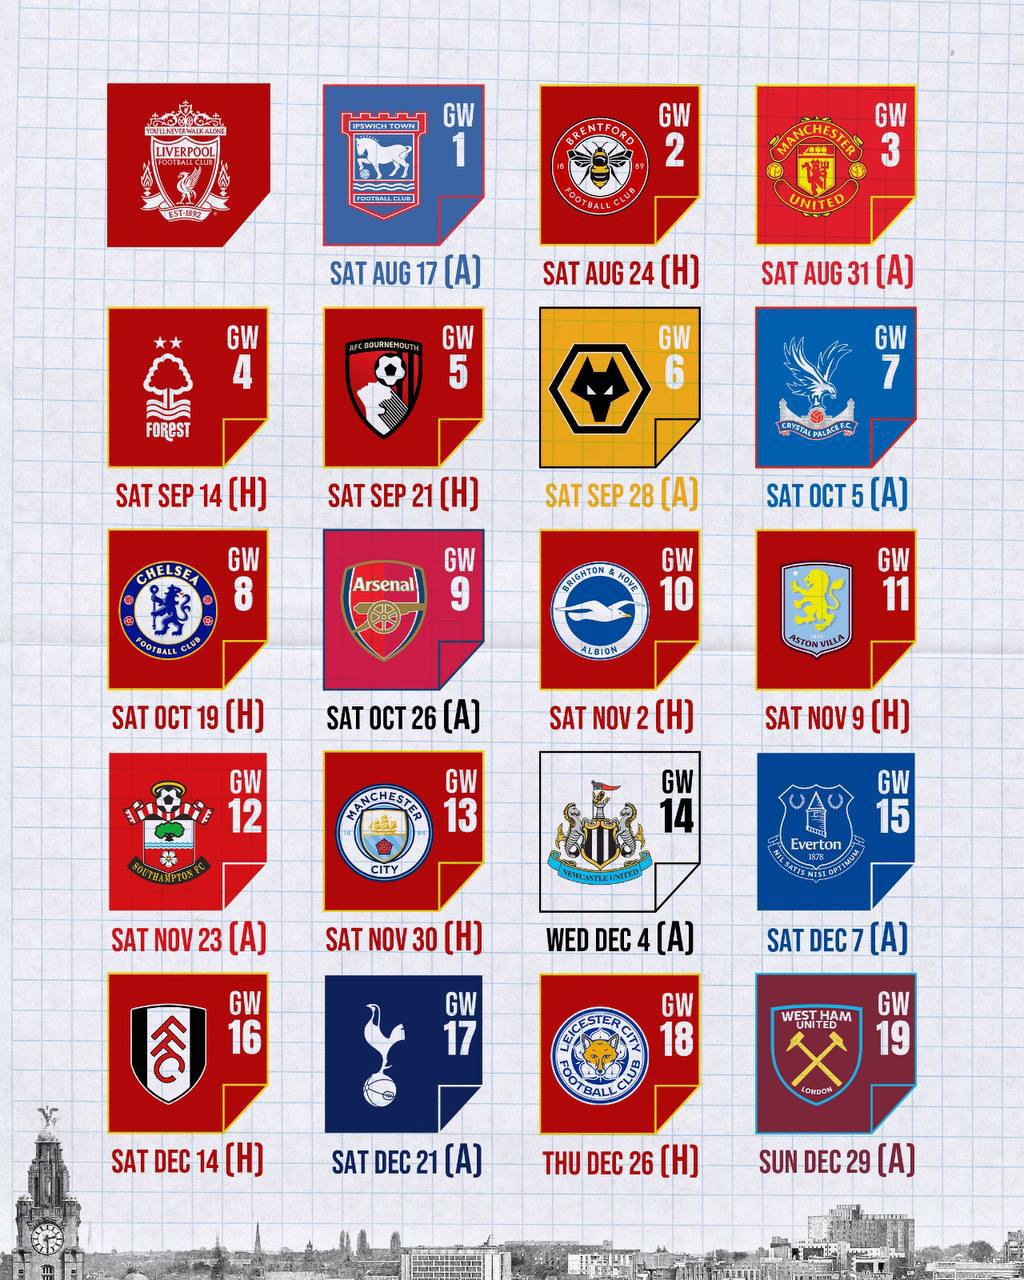 YOU'LL NEVER WALK ALONE
LIVERPOOL
FOOTBALL CLUB
EST·1892
IPSWICH TOWN
FOOTBALL CLUB
GW
1
SAT AUG 17 (A)
BRENTFORD
18 89
FOOTBALL CLUB
GW
2
SAT AUG 24 (H)
MANCHESTER
UNITED
GW
3
SAT AUG 31 (A)
FOREST
GW
4
SAT SEP 14 (H)
AFC BOURNEMOUTH
GW
5
SAT SEP 21 (H)
GW
6
SAT SEP 28 (A)
CRYSTAL PALACE F.C.
GW
7
SAT OCT 5 (A)
CHELSEA
FOOTBALL CLUB
GW
8
SAT OCT 19 (H)
Arsenal
GW
9
SAT OCT 26 (A)
BRIGHTON & HOVE
ALBION
GW
10
SAT NOV 2 (H)
1874
ASTON VILLA
GW
11
SAT NOV 9 (H)
SOUTHAMPTON FC
GW
12
SAT NOV 23 (A)
MANCHESTER
18 94
CITY
GW
13
SAT NOV 30 (H)
NEWCASTLE UNITED
GW
14
WED DEC 4 (A)
Everton
1878
NIL SATIS NISI OPTIMUM
GW
15
SAT DEC 7 (A)
FFC
GW
16
SAT DEC 14 (H)
GW
17
SAT DEC 21 (A)
LEICESTER CITY
FOOTBALL CLUB
GW
18
THU DEC 26 (H)
WEST HAM
UNITED
LONDON
GW
19
SUN DEC 29 (A)